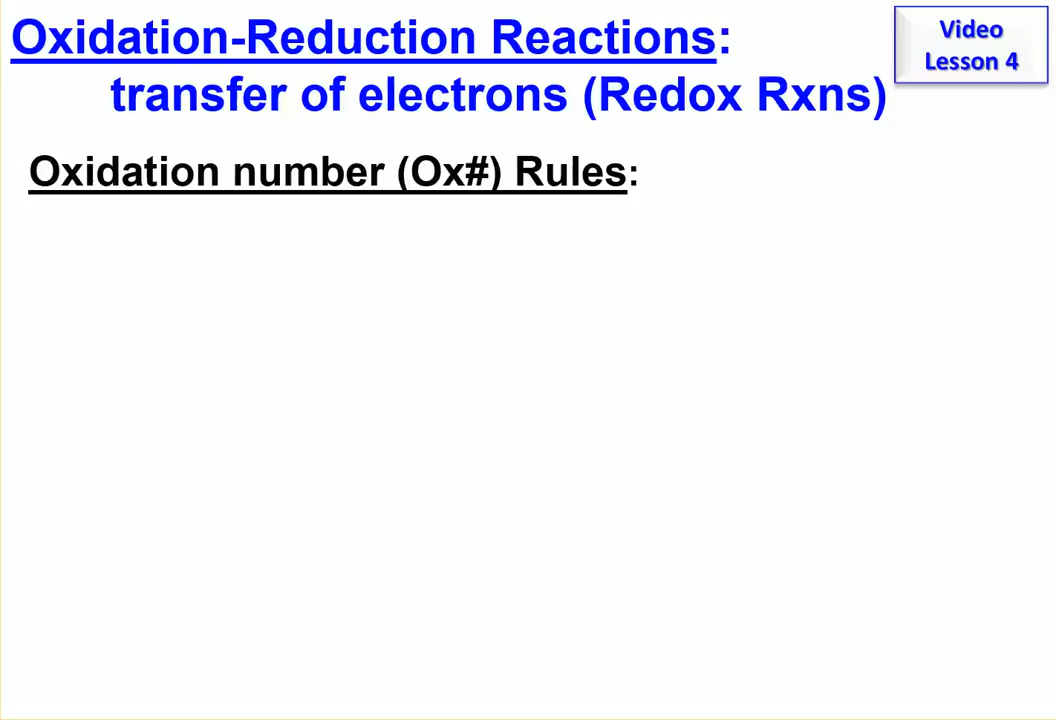 Oxidation-Reduction Reactions:
transfer of electrons (Redox Rxns)
Video
Lesson 4
Oxidation number (Ox#) Rules: